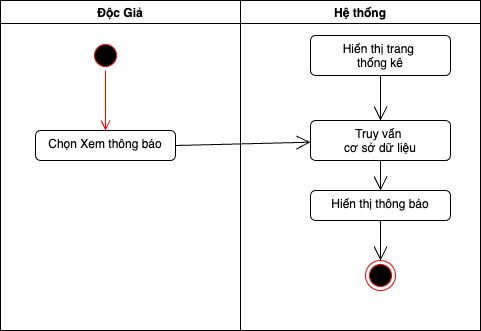 Độc Giả
Hệ thống
Hiển thị trang
thống kê
Chọn Xem thông báo
Truy vấn
cơ sở dữ liệu
Hiển thị thông báo